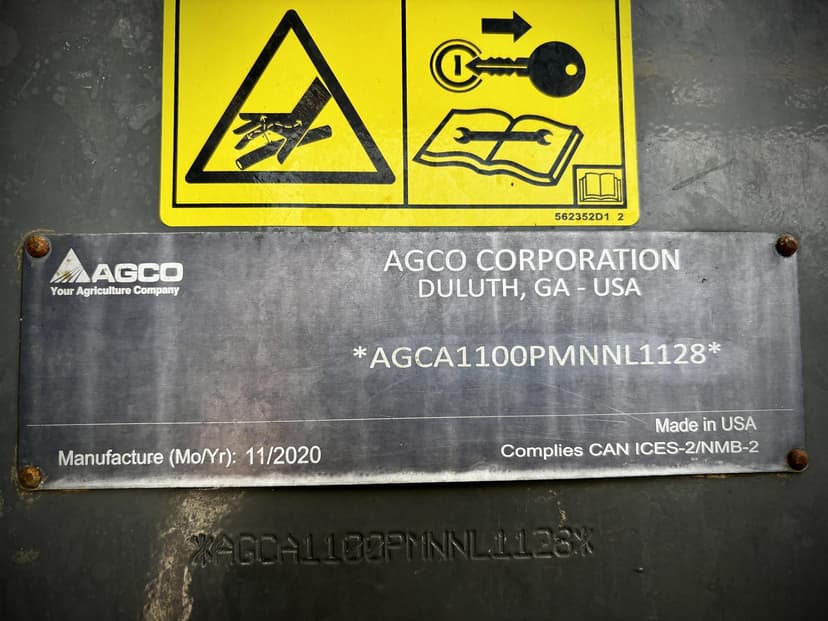 562352D1 2
AGCO
Your Agriculture Company
AGCO CORPORATION
DULUTH, GA - USA
*AGCA1100PMNNL1128*
Made in USA
Manufacture (Mo/Yr): 11/2020
Complies CAN ICES-2/NMB-2
*AGCA1100PMNNL1128*